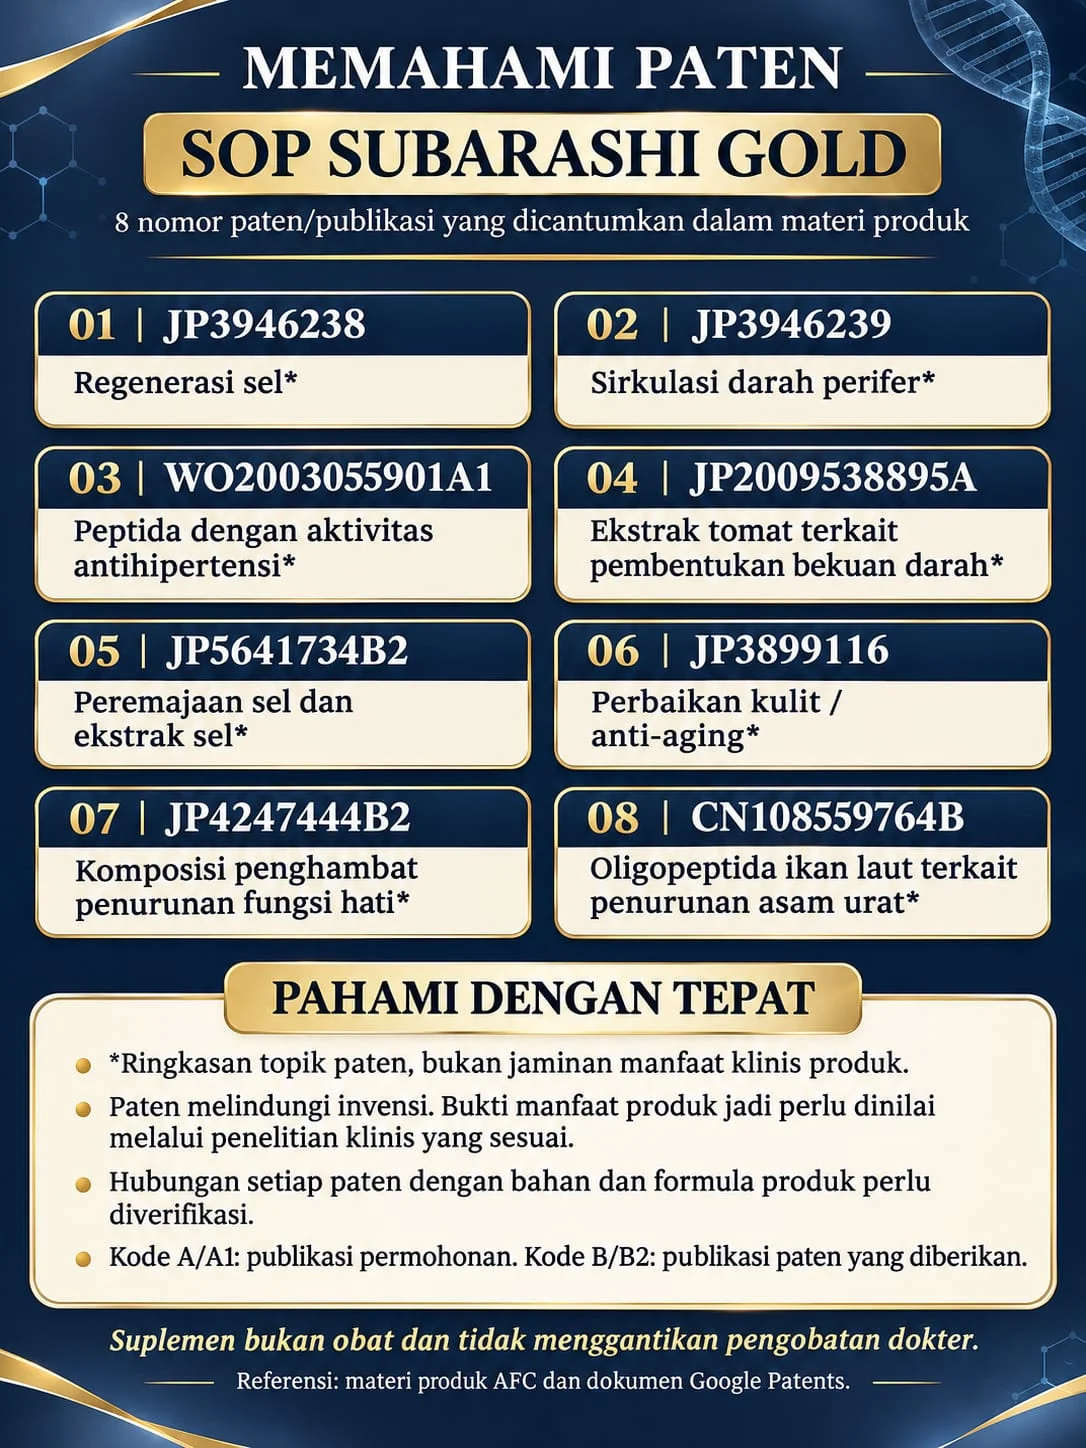 MEMAHAMI PATEN
SOP SUBARASHI GOLD
8 nomor paten/publikasi yang dicantumkan dalam materi produk
01 | JP3946238
Regenerasi sel*
02 | JP3946239
Sirkulasi darah perifer*
03 | WO2003055901A1
Peptida dengan aktivitas
antihipertensi*
04 | JP2009538895A
Ekstrak tomat terkait
pembentukan bekuan darah*
05 | JP5641734B2
Peremajaan sel dan
ekstrak sel*
06 | JP3899116
Perbaikan kulit /
anti-aging*
07 | JP4247444B2
Komposisi penghambat
penurunan fungsi hati*
08 | CN108559764B
Oligopeptida ikan laut terkait
penurunan asam urat*
PAHAMI DENGAN TEPAT
*Ringkasan topik paten, bukan jaminan manfaat klinis produk.
Paten melindungi invensi. Bukti manfaat produk jadi perlu dinilai
melalui penelitian klinis yang sesuai.
Hubungan setiap paten dengan bahan dan formula produk perlu
diverifikasi.
Kode A/A1: publikasi permohonan. Kode B/B2: publikasi paten yang diberikan.
Suplemen bukan obat dan tidak menggantikan pengobatan dokter.
Referensi: materi produk AFC dan dokumen Google Patents.